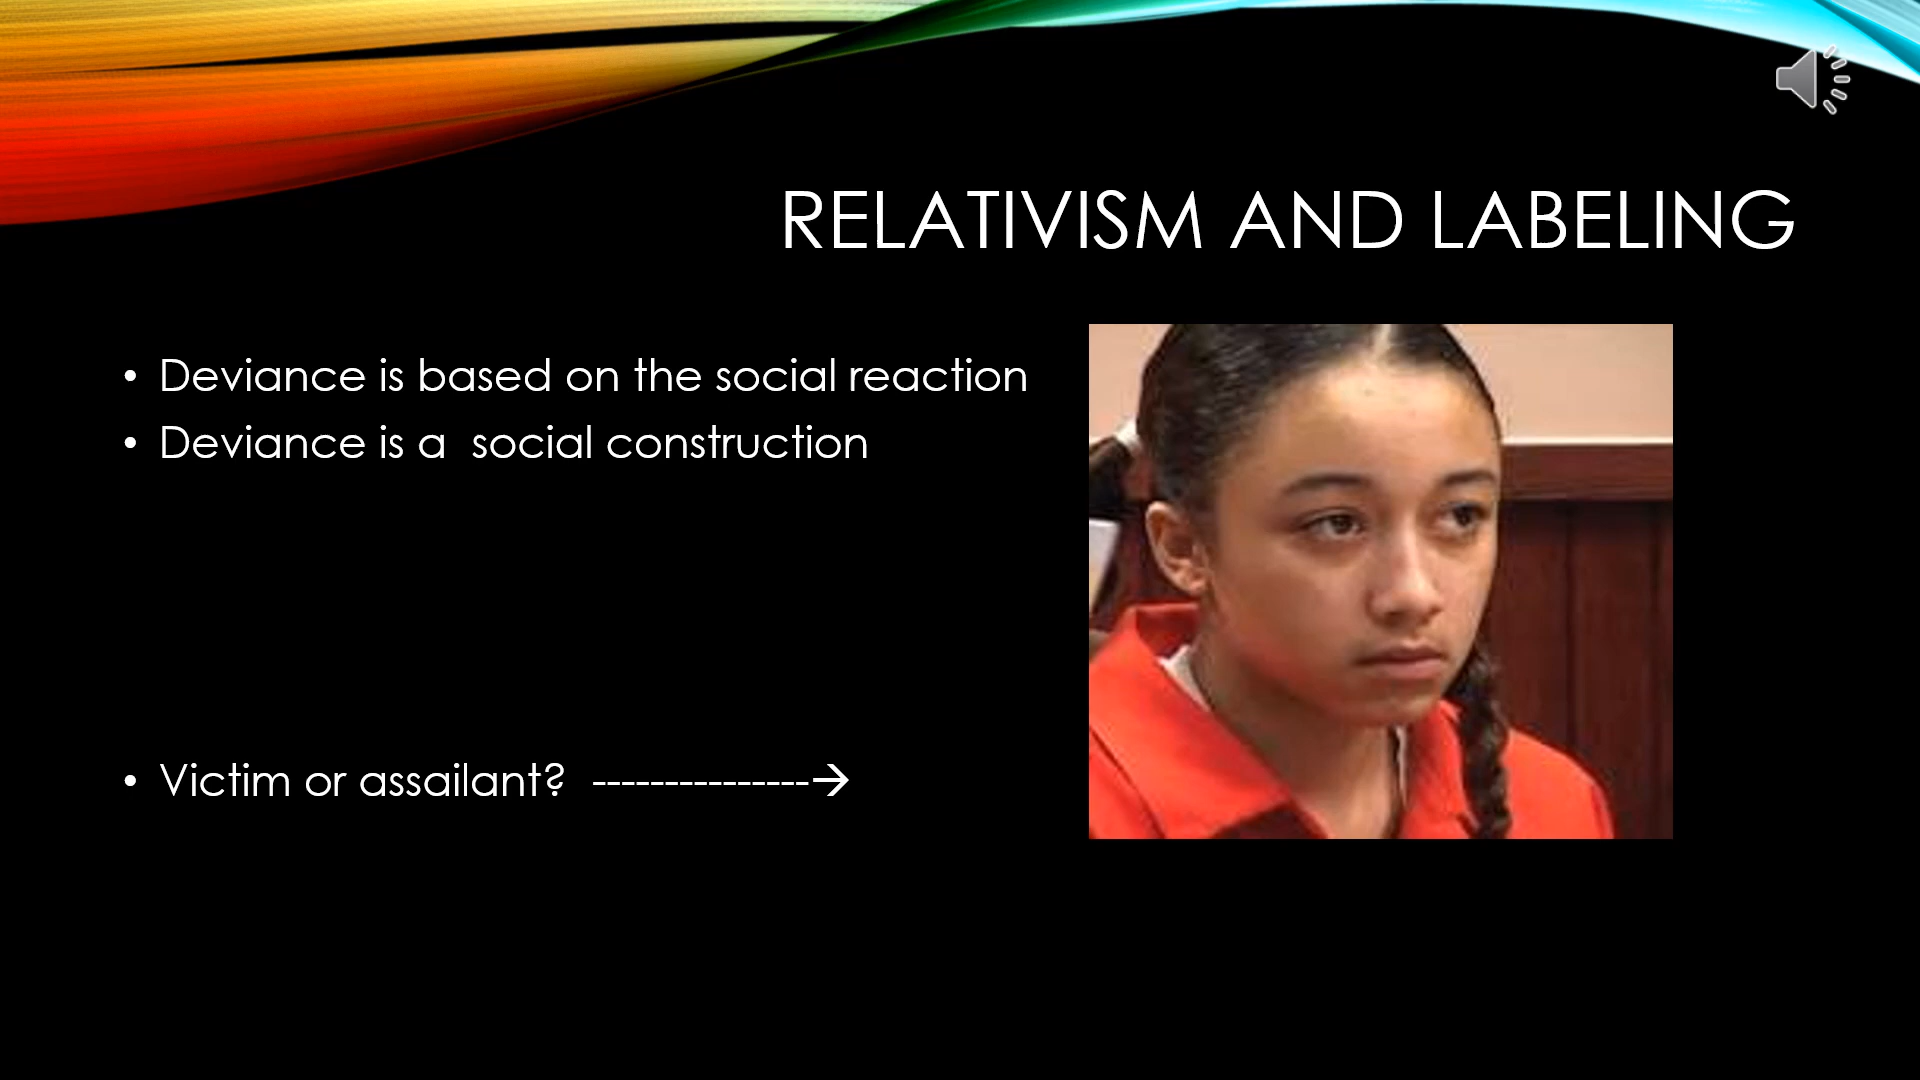 RELATIVISM AND LABELING
• Deviance is based on the social reaction
• Deviance is a  social construction
• Victim or assailant?  ---------------→